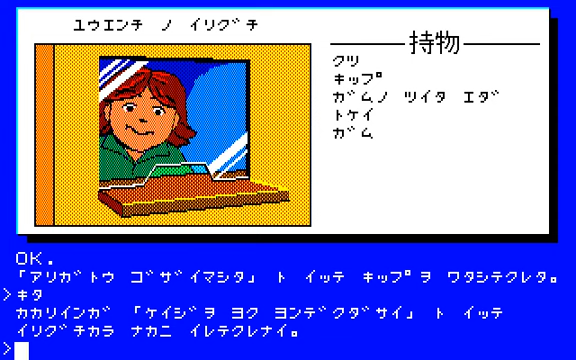 ユウエンチ ノ イリグチ
持物
クツ
キップ
ガムノ ツイタ エダ
トケイ
ガム
OK.
「アリガトウ ゴザイマシタ」 ト イッテ キップヲ ワタシテクレタ。
>キタ
カカリインガ 「ケイジヲ ヨク ヨンデクダサイ」 ト イッテ
イリグチカラ ナカニ イレテクレナイ。
>